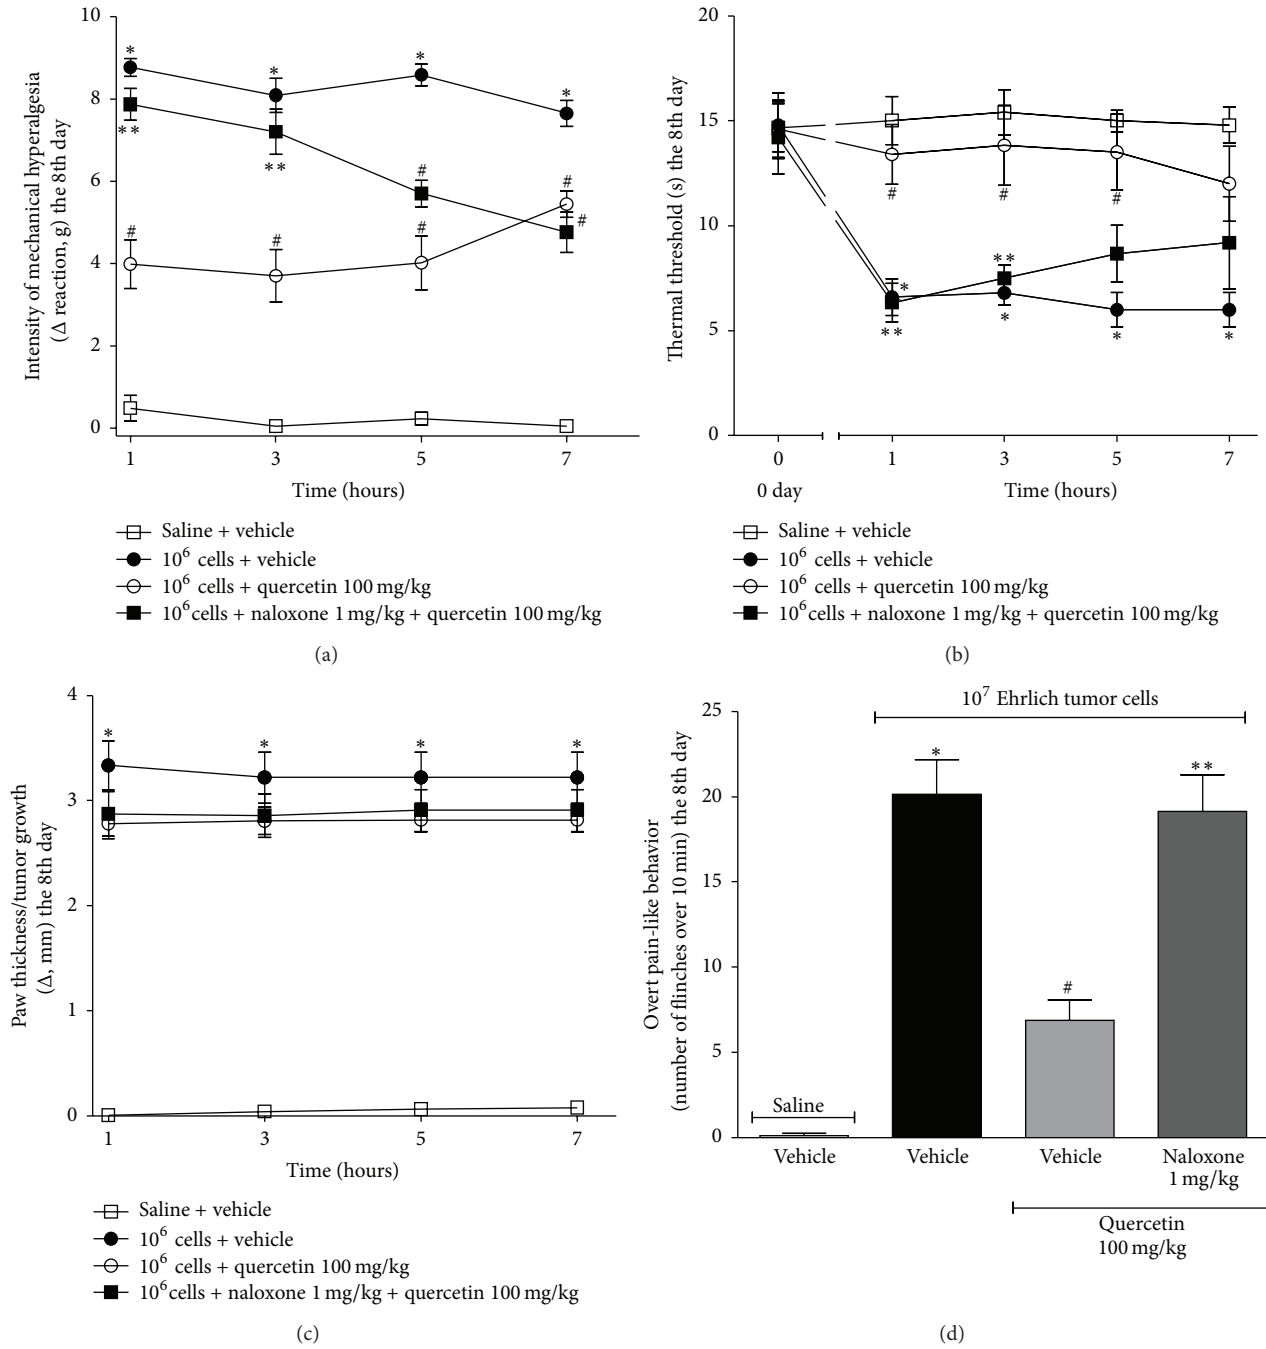 Intensity of mechanical hyperalgesia
(Δ reaction, g) the 8th day
10
8
6
4
2
0
*
*
*
*
**
**
#
#
#
#
#
#
1
3
5
7
Time (hours)
Saline + vehicle
10⁶ cells + vehicle
10⁶ cells + quercetin 100 mg/kg
10⁶cells + naloxone 1 mg/kg + quercetin 100 mg/kg
(a)
Thermal threshold (s) the 8th day
20
15
10
5
0
#
#
#
*
**
**
*
*
*
0
1
3
5
7
0 day
Time (hours)
Saline + vehicle
10⁶ cells + vehicle
10⁶ cells + quercetin 100 mg/kg
10⁶cells + naloxone 1 mg/kg + quercetin 100 mg/kg
(b)
Paw thickness/tumor growth
(Δ, mm) the 8th day
4
3
2
1
0
*
*
*
*
1
3
5
7
Time (hours)
Saline + vehicle
10⁶ cells + vehicle
10⁶ cells + quercetin 100 mg/kg
10⁶cells + naloxone 1 mg/kg + quercetin 100 mg/kg
(c)
Overt pain-like behavior
(number of flinches over 10 min) the 8th day
25
20
15
10
5
0
10⁷ Ehrlich tumor cells
*
#
**
Saline
Vehicle
Vehicle
Vehicle
Naloxone
1 mg/kg
Quercetin
100 mg/kg
(d)